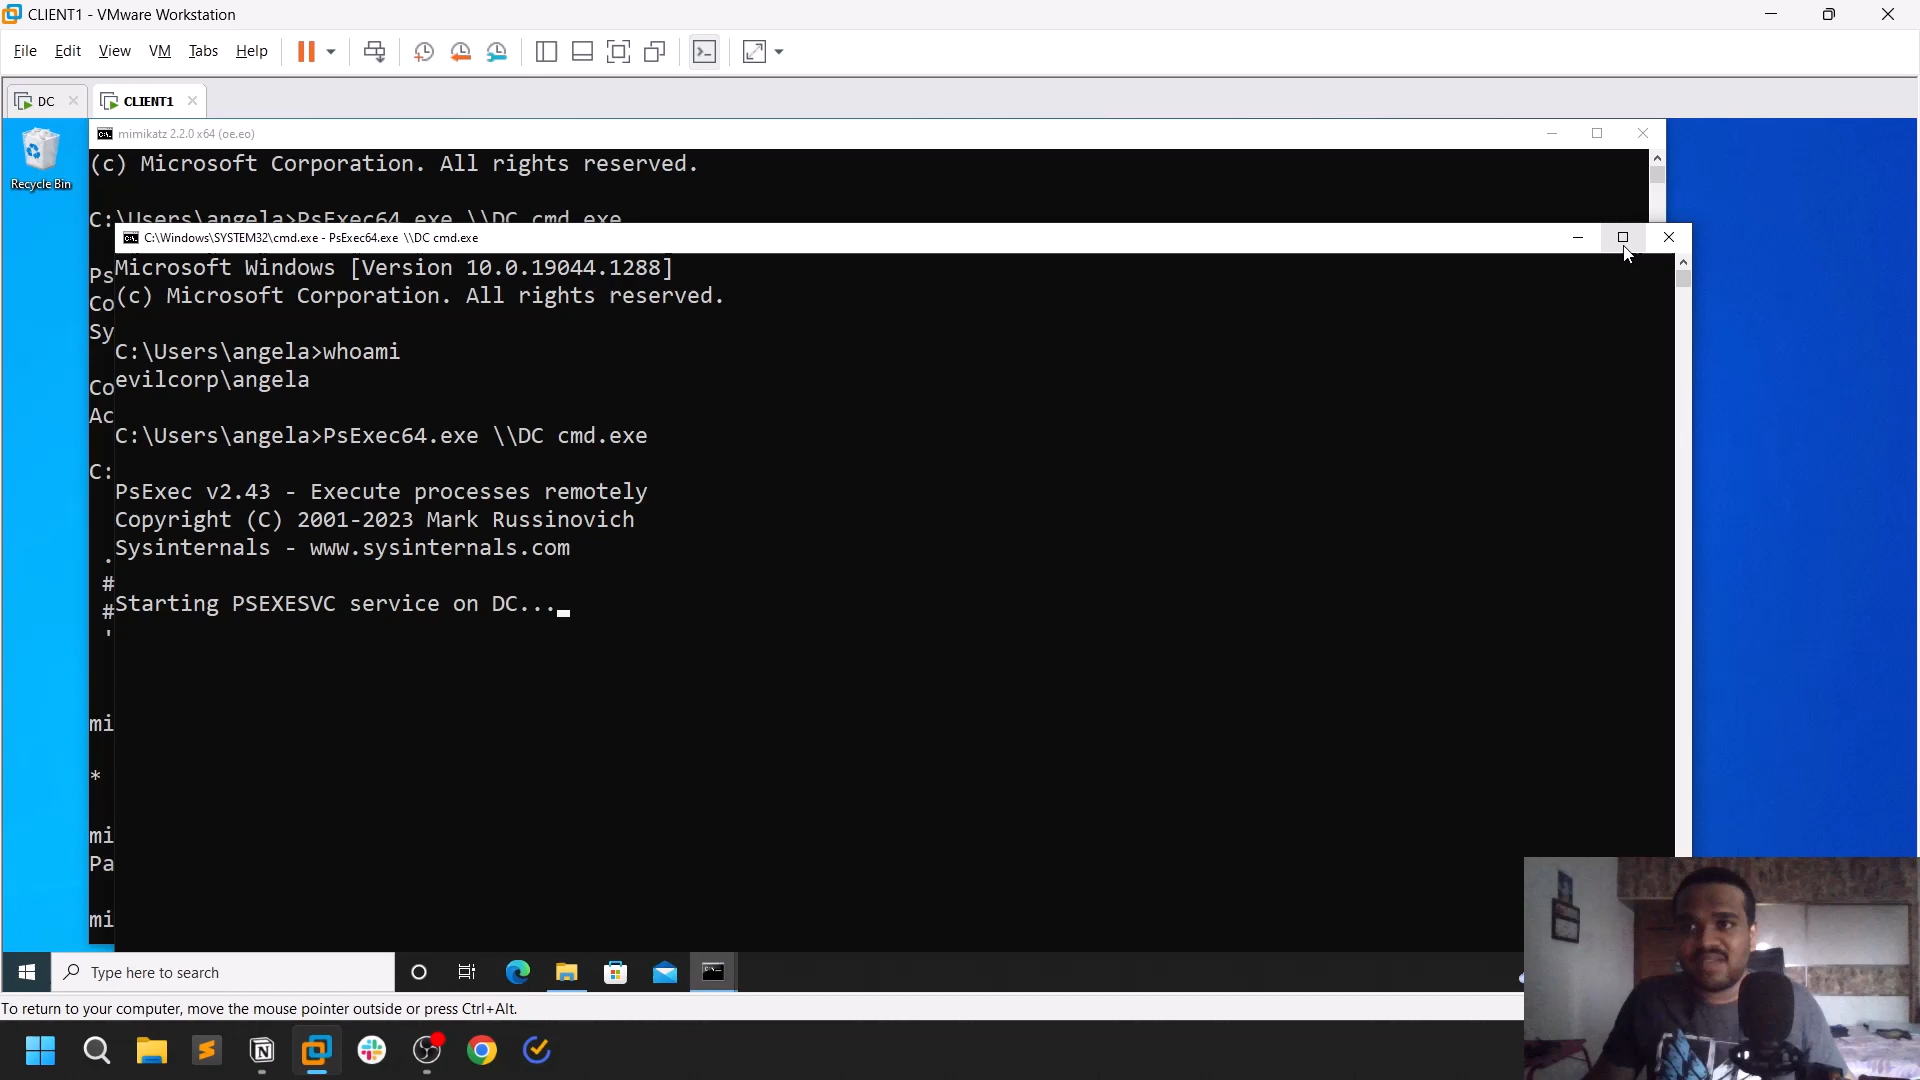 CLIENT1 - VMware Workstation
File Edit View VM Tabs Help
DC CLIENT1
mimikatz 2.2.0 x64 (oe.eo)
Recycle Bin
(c) Microsoft Corporation. All rights reserved.
C:\Users\angela>PsExec64.exe \\DC cmd.exe
Ps
Co
Sy
Co
Ac
C:
.
#
#
'
mi
*
mi
Pa
mi
C:\Windows\SYSTEM32\cmd.exe - PsExec64.exe \\DC cmd.exe
Microsoft Windows [Version 10.0.19044.1288]
(c) Microsoft Corporation. All rights reserved.
C:\Users\angela>whoami
evilcorp\angela
C:\Users\angela>PsExec64.exe \\DC cmd.exe
PsExec v2.43 - Execute processes remotely
Copyright (C) 2001-2023 Mark Russinovich
Sysinternals - www.sysinternals.com
Starting PSEXESVC service on DC...
Type here to search
To return to your computer, move the mouse pointer outside or press Ctrl+Alt.